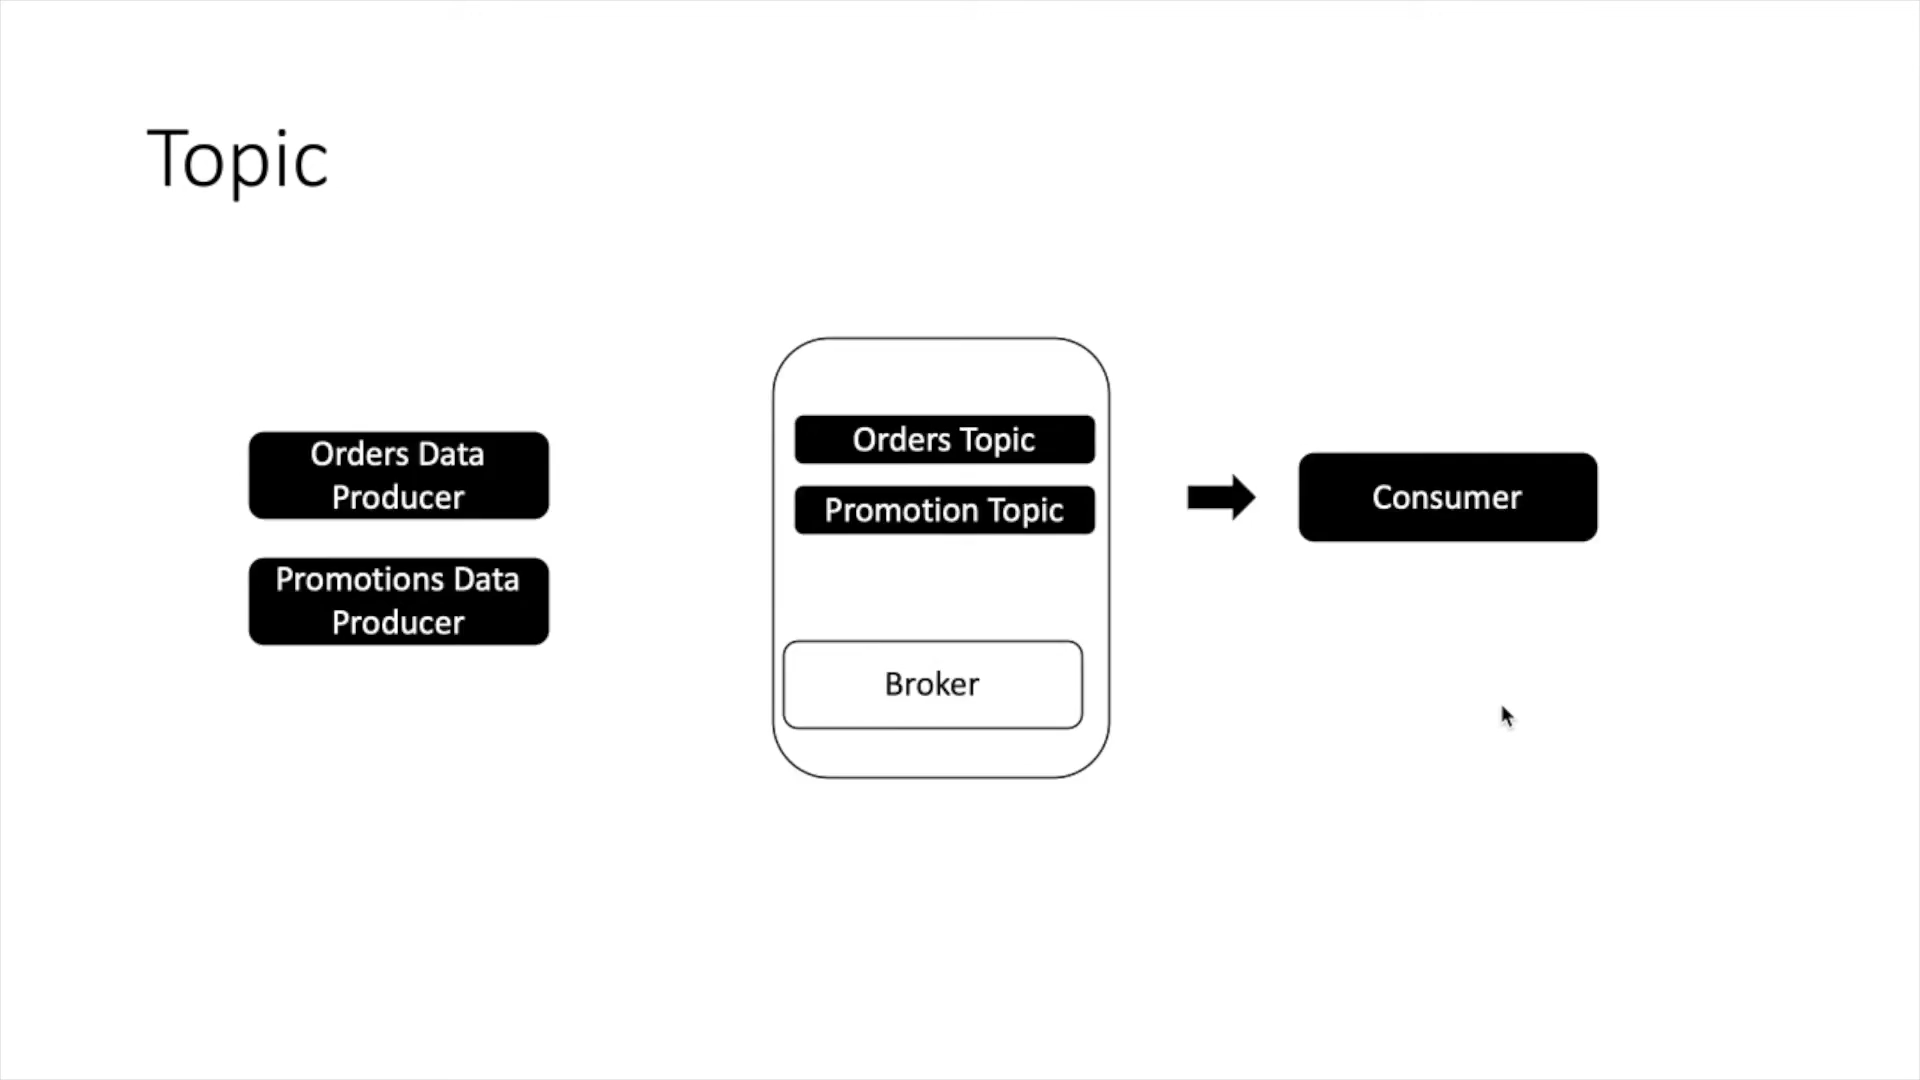 Topic
Orders Data
Producer
Promotions Data
Producer
Orders Topic
Promotion Topic
Broker
Consumer